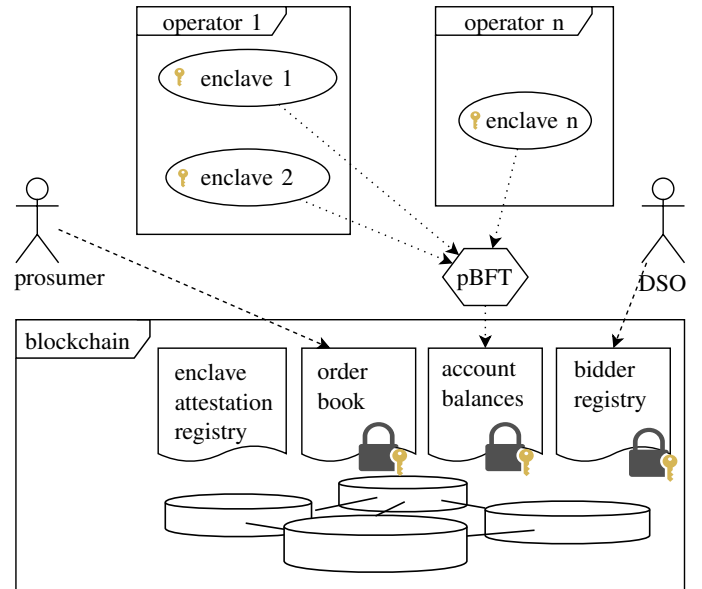 operator 1
operator n
enclave 1
enclave n
enclave 2
prosumer
pBFT
DSO
blockchain
enclave
attestation
registry
order
book
account
balances
bidder
registry